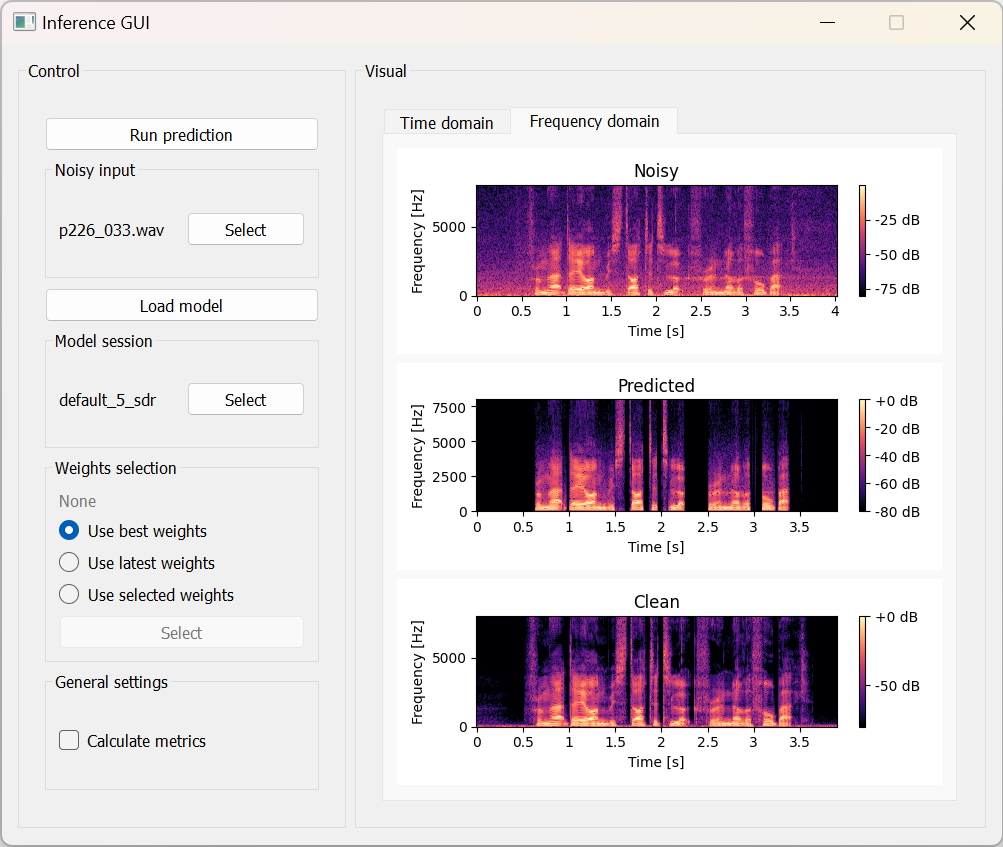 Inference GUI
Control
Run prediction
Noisy input
p226_033.wav
Select
Load model
Model session
default_5_sdr
Select
Weights selection
None
Use best weights
Use latest weights
Use selected weights
Select
General settings
Calculate metrics
Visual
Time domain
Frequency domain
Noisy
Frequency [Hz]
5000
0
0 0.5 1 1.5 2 2.5 3 3.5 4
Time [s]
-25 dB
-50 dB
-75 dB
Predicted
Frequency [Hz]
7500
5000
2500
0
0 0.5 1 1.5 2 2.5 3 3.5
Time [s]
+0 dB
-20 dB
-40 dB
-60 dB
-80 dB
Clean
Frequency [Hz]
5000
0
0 0.5 1 1.5 2 2.5 3 3.5
Time [s]
+0 dB
-50 dB